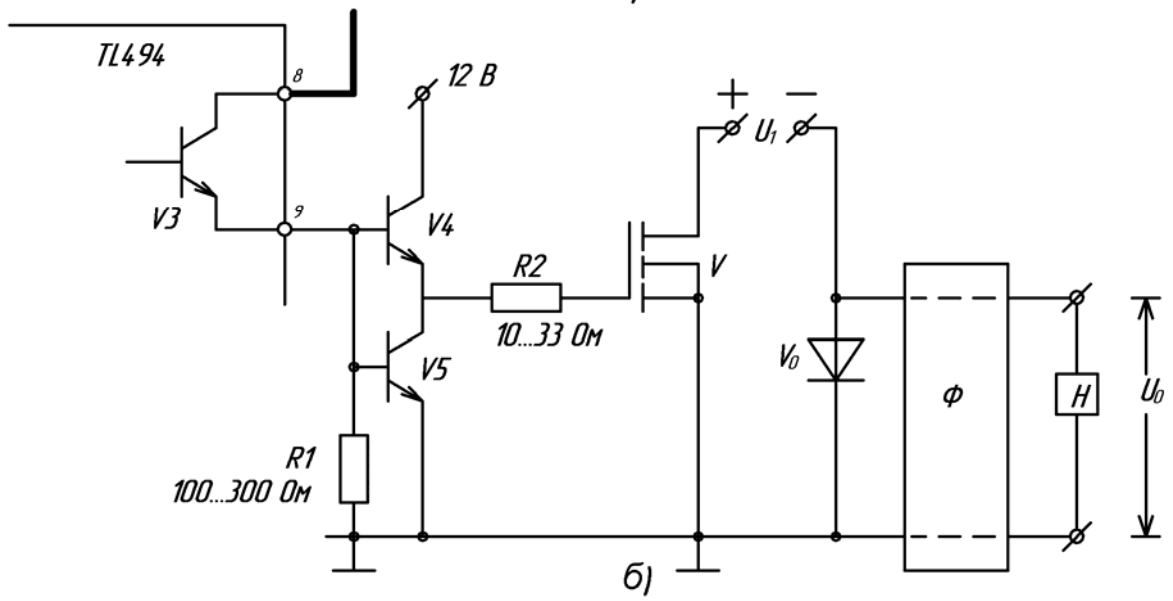 TL494
8
12 В
+ −
U₁
V3
9
V4
R2
V
10...33 Ом
V₀
V5
Ф
Н
U₀
R1
100...300 Ом
б)